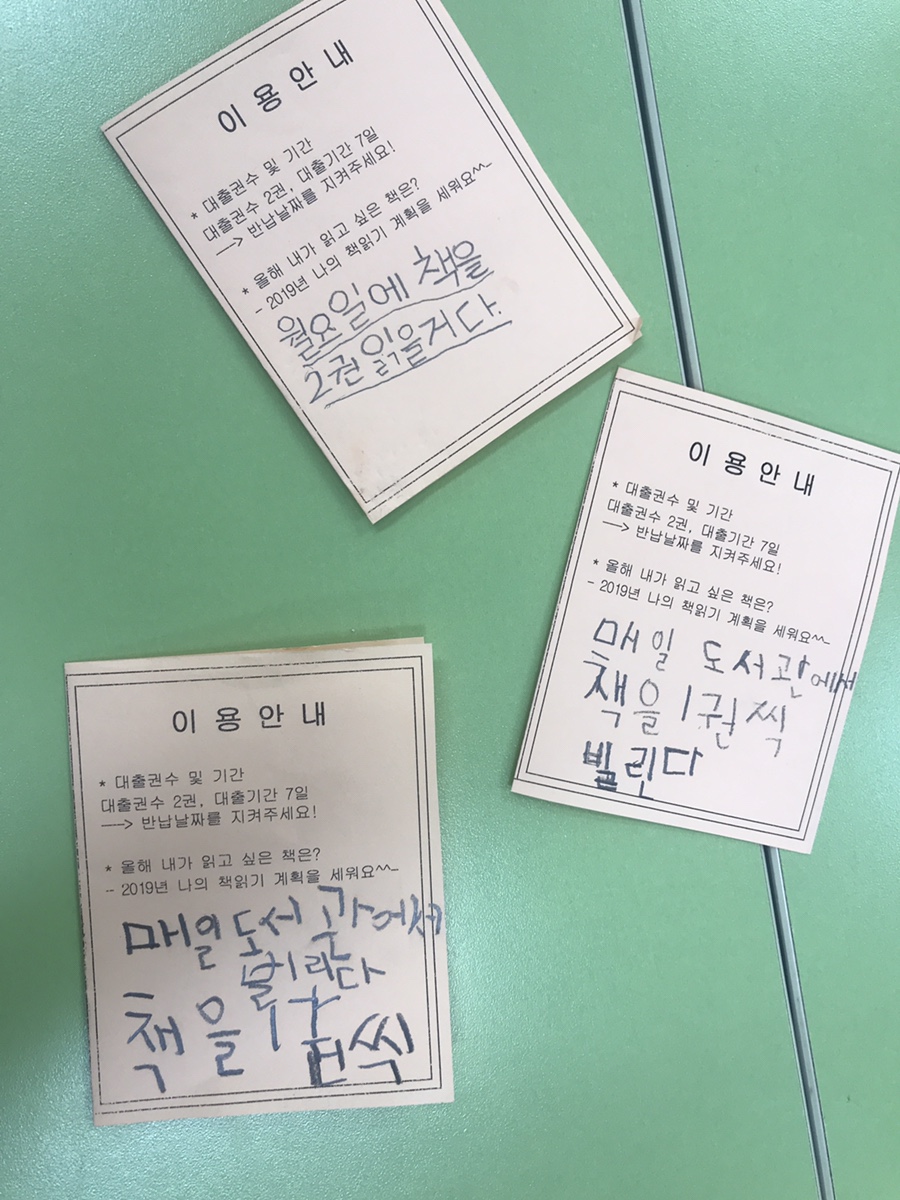 이용안내
* 대출권수 및 기간
대출권수 2권, 대출기간 7일
—> 반납날짜를 지켜주세요!
* 올해 내가 읽고 싶은 책은?
- 2019년 나의 책읽기 계획을 세워요^^~
월요일에 책을
2권 읽을거다.
이용안내
* 대출권수 및 기간
대출권수 2권, 대출기간 7일
—> 반납날짜를 지켜주세요!
* 올해 내가 읽고 싶은 책은?
- 2019년 나의 책읽기 계획을 세워요^^~
매일 도서관에서
책을 1권씩
빌린다
이용안내
* 대출권수 및 기간
대출권수 2권, 대출기간 7일
—> 반납날짜를 지켜주세요!
* 올해 내가 읽고 싶은 책은?
- 2019년 나의 책읽기 계획을 세워요^^~
매일 도서관에서
책을 1
씩